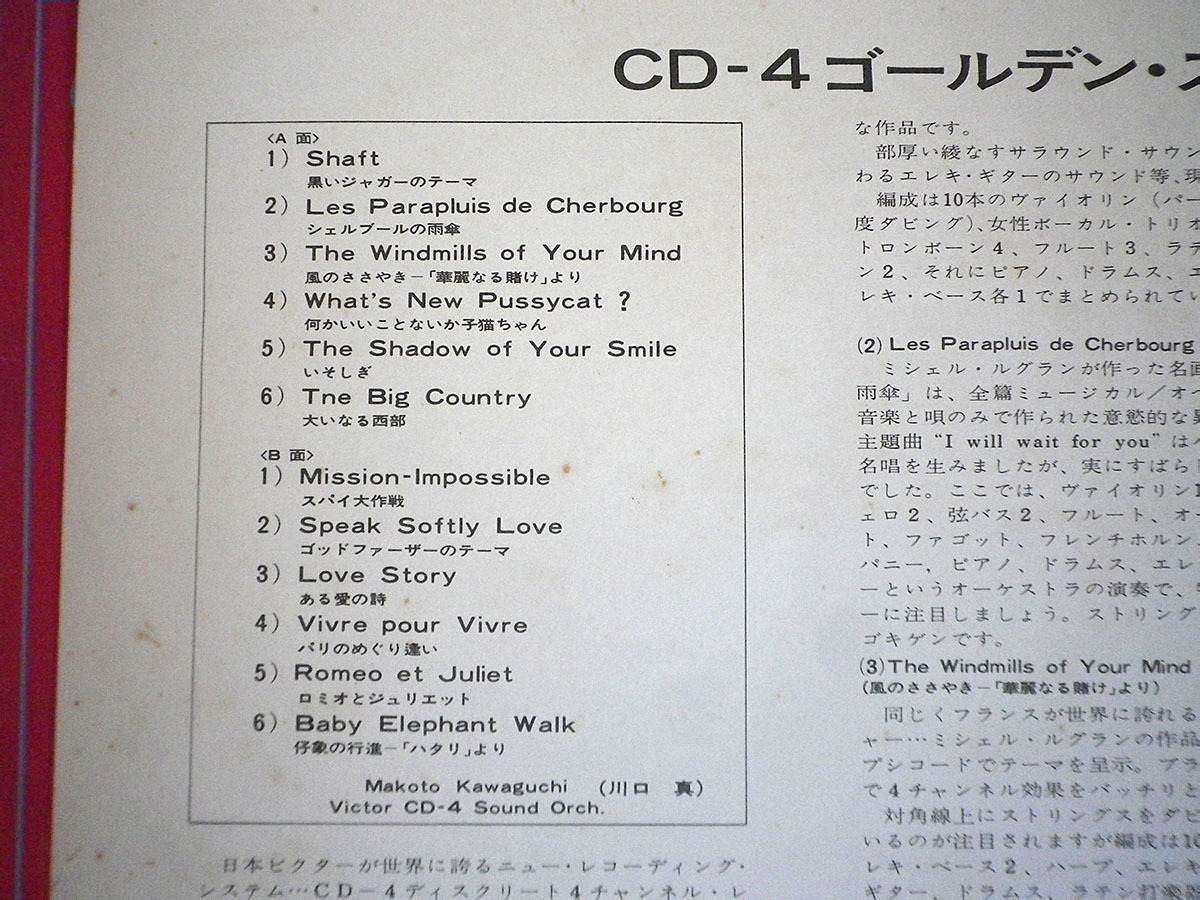 CD-4ゴールデン・ス
〈A 面〉
1) Shaft
黒いジャガーのテーマ
2) Les Parapluis de Cherbourg
シェルブールの雨傘
3) The Windmills of Your Mind
風のささやき—「華麗なる賭け」より
4) What's New Pussycat ?
何かいいことないか子猫ちゃん
5) The Shadow of Your Smile
いそしぎ
6) Tne Big Country
大いなる西部
〈B 面〉
1) Mission-Impossible
スパイ大作戦
2) Speak Softly Love
ゴッドファーザーのテーマ
3) Love Story
ある愛の詩
4) Vivre pour Vivre
パリのめぐり逢い
5) Romeo et Juliet
ロミオとジュリエット
6) Baby Elephant Walk
仔象の行進—「ハタリ」より
Makoto Kawaguchi (川口 真)
Victor CD-4 Sound Orch.
日本ビクターが世界に誇るニュー・レコーディング・
システム…CD－4ディスクリート4チャンネル・レ
な作品です。
部厚い綾なすサラウンド・サウン
わるエレキ・ギターのサウンド等、現
編成は10本のヴァイオリン（パー
度ダビング）、女性ボーカル・トリオ
トロンボーン4、フルート3、ラテ
ン2、それにピアノ、ドラムス、エ
レキ・ベース各1でまとめられてい
(2) Les Parapluis de Cherbourg
ミシェル・ルグランが作った名画
雨傘」は、全篇ミュージカル／オ
音楽と唄のみで作られた意慾的な異
主題曲 “I will wait for you” は
名唱を生みましたが、実にすばら
でした。ここでは、ヴァイオリン1
ェロ2、弦バス2、フルート、オ
ト、ファゴット、フレンチホルン、
パニー、ピアノ、ドラムス、エレ
ーというオーケストラの演奏で、
ーに注目しましょう。ストリング
ゴキゲンです。
(3) The Windmills of Your Mind
(風のささやき—「華麗なる賭け」より)
同じくフランスが世界に誇れる
ャー…ミシェル・ルグランの作品
プシコードでテーマを呈示。ブラ
で4チャンネル効果をバッチリと
対角線上にストリングスをダビ
いるのが注目されますが編成は10
レキ・ベース2、ハープ、エレキ
ギター、ドラムス、ラテン打楽器